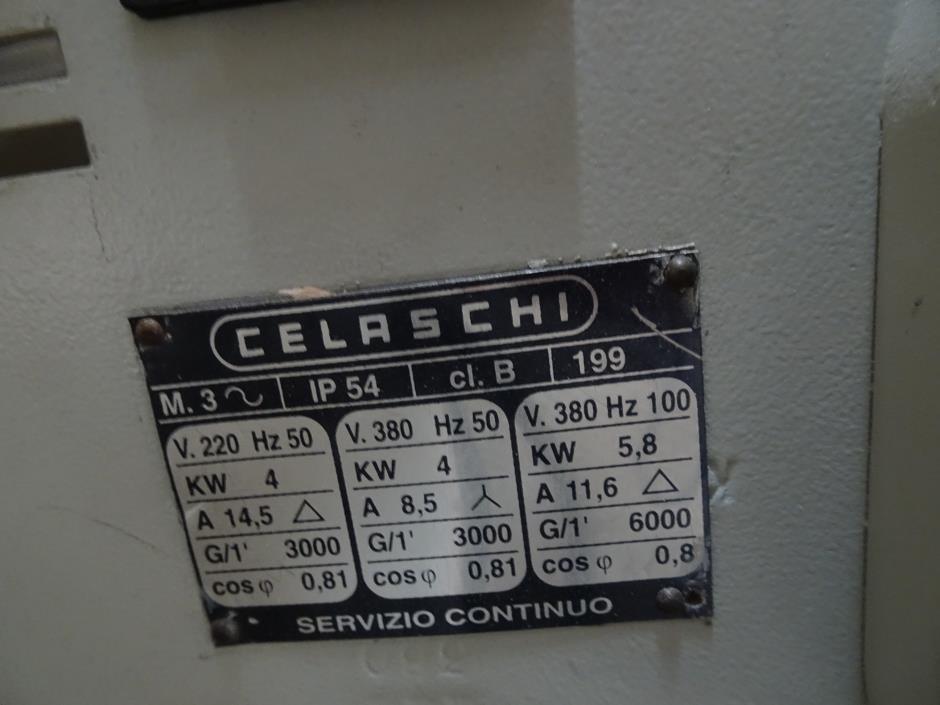 CELASCHI
M. 3 ∿ IP 54 cl. B 199
V. 220 Hz 50
KW 4
A 14,5 △
G/1' 3000
cos φ 0,81
V. 380 Hz 50
KW 4
A 8,5 ⅄
G/1' 3000
cos φ 0,81
V. 380 Hz 100
KW 5,8
A 11,6 △
G/1' 6000
cos φ 0,8
SERVIZIO CONTINUO